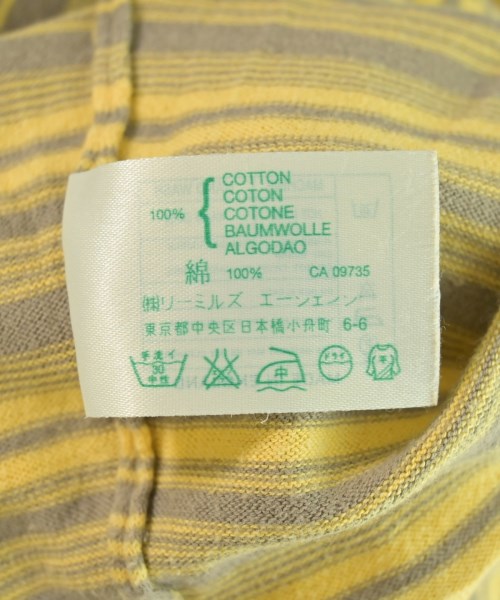 100%
COTTON
COTON
COTONE
BAUMWOLLE
ALGODAO
綿 100% CA 09735
㈱リーミルズ エーヂェンシー
東京都中央区日本橋小舟町 6-6
手洗イ 30 中性 中 ドライ 平